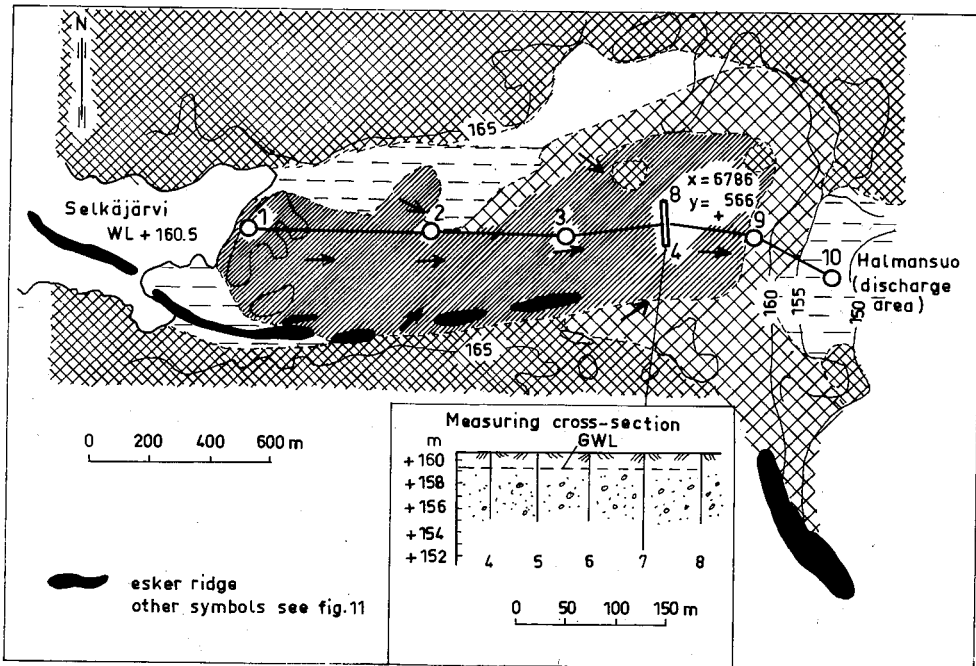 N
165
Selkäjärvi
WL + 160.5
1
2
3
8
x=6786
y= 566
+
4
9
10
Halmansuo
(discharge
area)
160
155
150
165
0 200 600 m
400
Measuring cross-section
GWL
m
+ 160
+ 158
+ 156
+ 154
+ 152
4 5 6 7 8
0 50 100 150 m
esker ridge
other symbols see fig.11